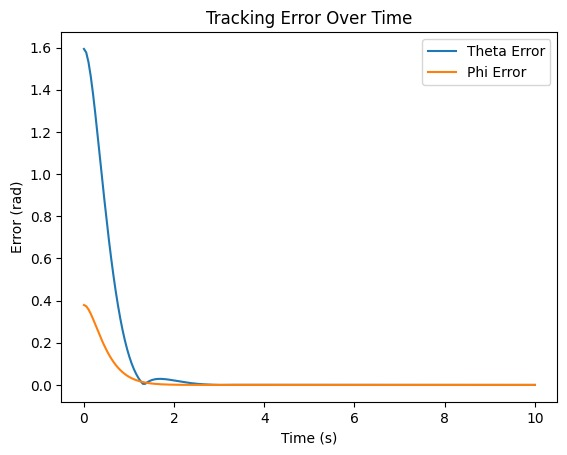 Tracking Error Over Time
Theta Error
Phi Error
1.6
1.4
1.2
1.0
0.8
0.6
0.4
0.2
0.0
Error (rad)
0 2 4 6 8 10
Time (s)